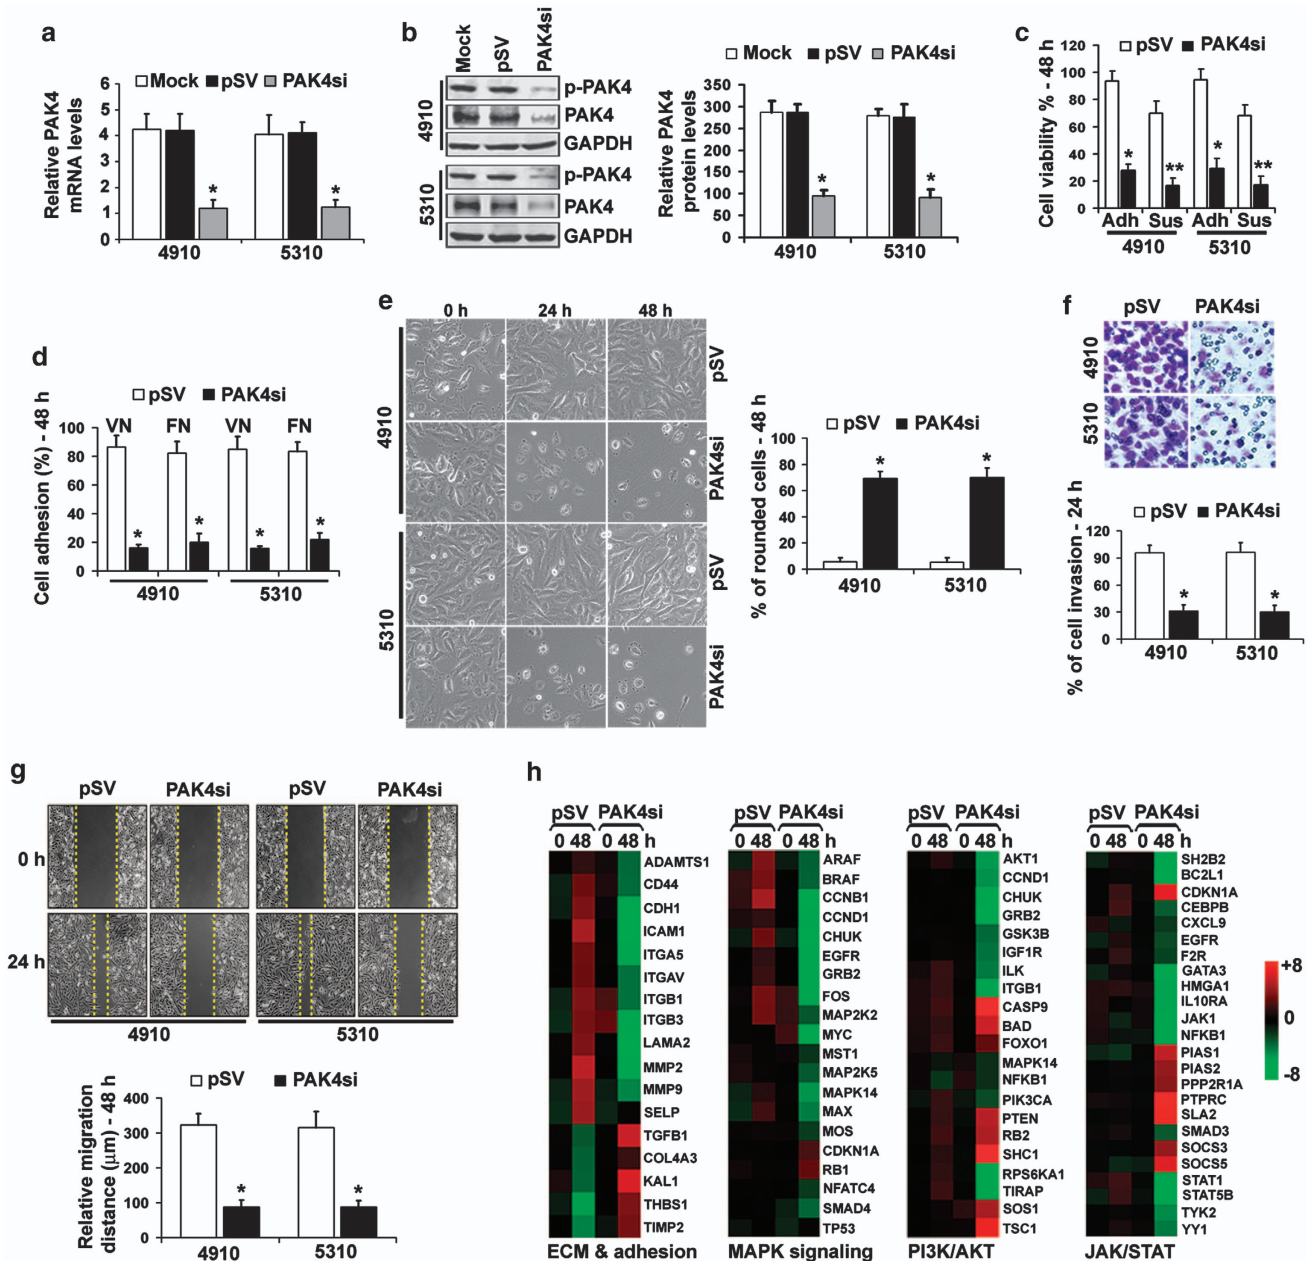 a
Mock pSV PAK4si
Relative PAK4
mRNA levels
6
5
4
3
2
1
0
4910 5310
b
Mock pSV PAK4si
4910
p-PAK4
PAK4
GAPDH
5310
p-PAK4
PAK4
GAPDH
Mock pSV PAK4si
Relative PAK4
protein levels
350
300
250
200
150
100
50
0
4910 5310
c
pSV PAK4si
Cell viability % - 48 h
120
100
80
60
40
20
0
Adh Sus Adh Sus
4910 5310
d
pSV PAK4si
VN FN VN FN
Cell adhesion (%) - 48 h
100
80
60
40
20
0
4910 5310
e
0 h 24 h 48 h
4910
pSV
PAK4si
5310
pSV
PAK4si
pSV PAK4si
% of rounded cells - 48 h
100
80
60
40
20
0
4910 5310
f
pSV PAK4si
4910
5310
pSV PAK4si
% of cell invasion - 24 h
120
90
60
30
0
4910 5310
g
pSV PAK4si pSV PAK4si
0 h
24 h
4910 5310
pSV PAK4si
Relative migration
distance (µm) - 48 h
400
300
200
100
0
4910 5310
h
pSV PAK4si
0 48 0 48 h
ADAMTS1
CD44
CDH1
ICAM1
ITGA5
ITGAV
ITGB1
ITGB3
LAMA2
MMP2
MMP9
SELP
TGFB1
COL4A3
KAL1
THBS1
TIMP2
ECM & adhesion
pSV PAK4si
0 48 0 48 h
ARAF
BRAF
CCNB1
CCND1
CHUK
EGFR
GRB2
FOS
MAP2K2
MYC
MST1
MAP2K5
MAPK14
MAX
MOS
CDKN1A
RB1
NFATC4
SMAD4
TP53
MAPK signaling
pSV PAK4si
0 48 0 48 h
AKT1
CCND1
CHUK
GRB2
GSK3B
IGF1R
ILK
ITGB1
CASP9
BAD
FOXO1
MAPK14
NFKB1
PIK3CA
PTEN
RB2
SHC1
RPS6KA1
TIRAP
SOS1
TSC1
PI3K/AKT
pSV PAK4si
0 48 0 48 h
SH2B2
BC2L1
CDKN1A
CEBPB
CXCL9
EGFR
F2R
GATA3
HMGA1
IL10RA
JAK1
NFKB1
PIAS1
PIAS2
PPP2R1A
PTPRC
SLA2
SMAD3
SOCS3
SOCS5
STAT1
STAT5B
TYK2
YY1
JAK/STAT
+8
0
-8